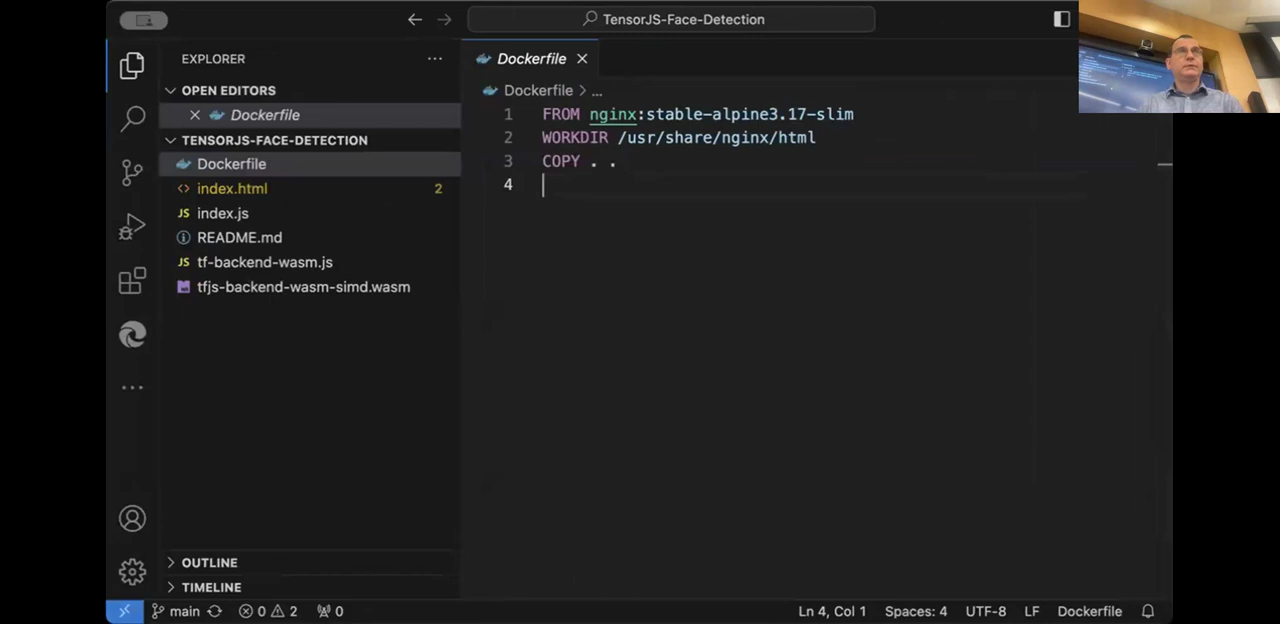 TensorJS-Face-Detection
EXPLORER
OPEN EDITORS
Dockerfile
TENSORJS-FACE-DETECTION
Dockerfile
index.html 2
JS index.js
README.md
JS tf-backend-wasm.js
tfjs-backend-wasm-simd.wasm
OUTLINE
TIMELINE
Dockerfile
Dockerfile > ...
1 FROM nginx:stable-alpine3.17-slim
2 WORKDIR /usr/share/nginx/html
3 COPY . .
4
main 0 2 0 Ln 4, Col 1 Spaces: 4 UTF-8 LF Dockerfile